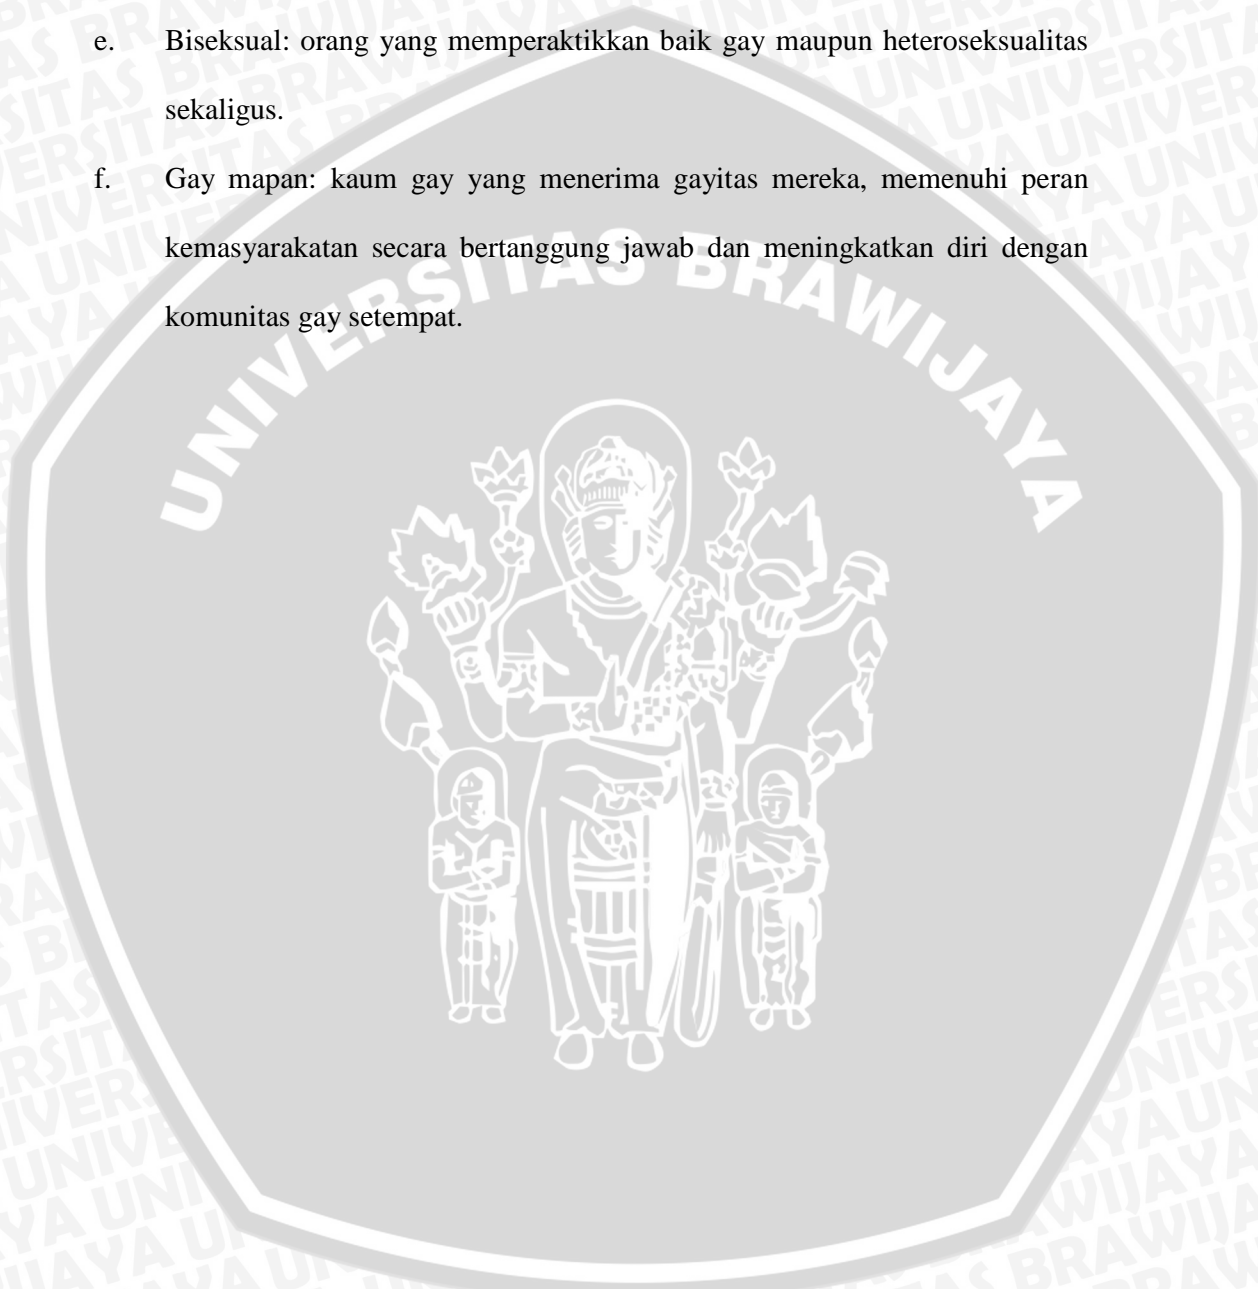 e. Biseksual: orang yang memperaktikkan baik gay maupun heteroseksualitas
sekaligus.
f. Gay mapan: kaum gay yang menerima gayitas mereka, memenuhi peran
kemasyarakatan secara bertanggung jawab dan meningkatkan diri dengan
komunitas gay setempat.
UNIVERSITAS BRAWIJAYA